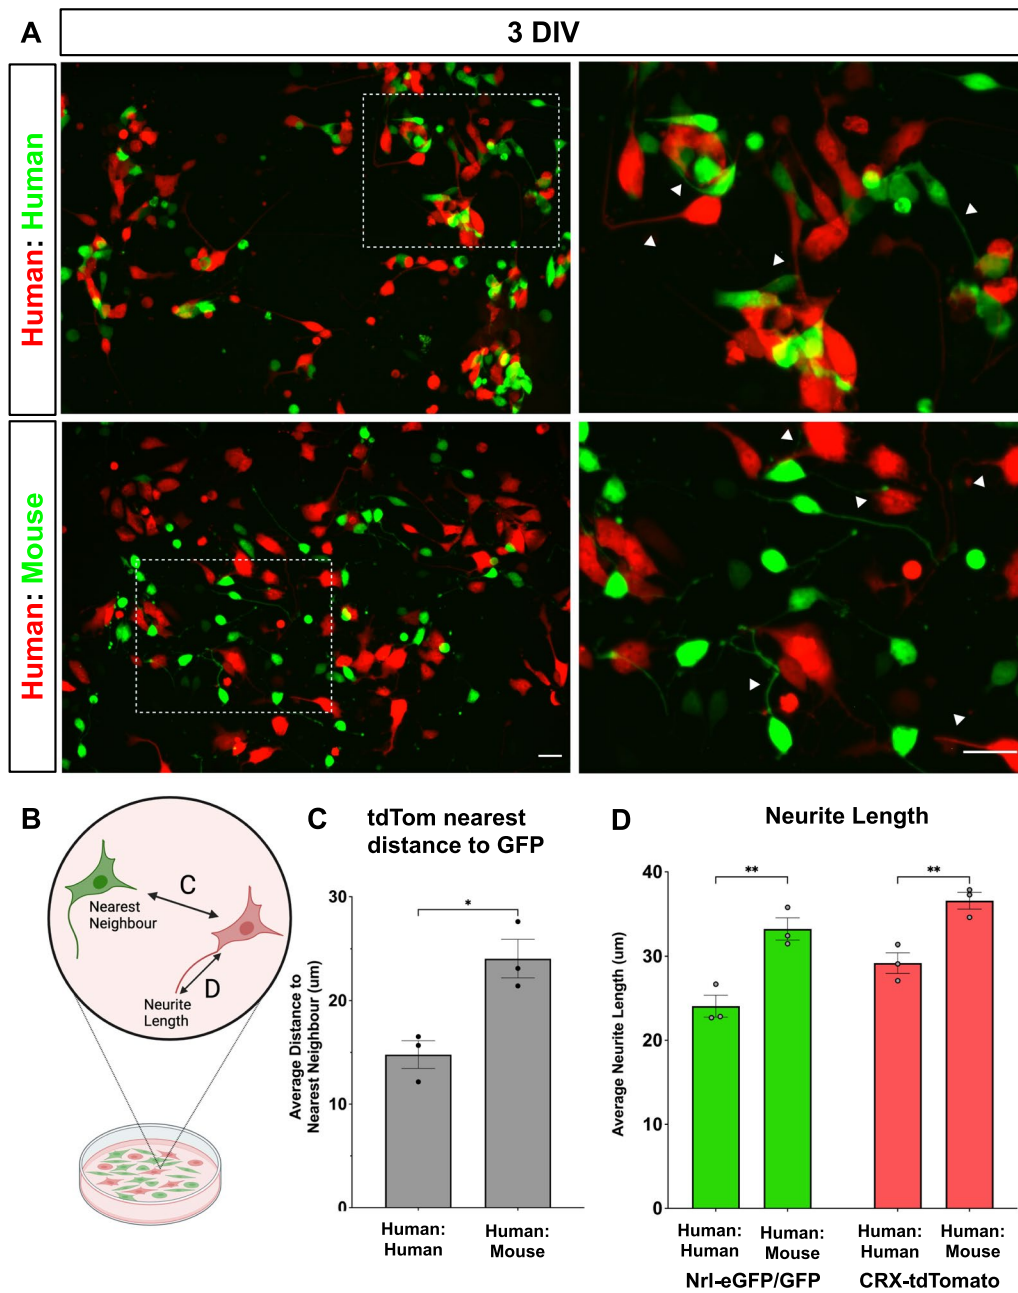 A
3 DIV
Human: Human
Human: Mouse
B
C
Nearest
Neighbour
D
Neurite
Length
C
tdTom nearest
distance to GFP
Average Distance to
Nearest Neighbour (um)
30
20
10
0
*
Human:
Human
Human:
Mouse
D
Neurite Length
Average Neurite Length (um)
40
30
20
10
0
**
**
Human:
Human
Human:
Mouse
Human:
Human
Human:
Mouse
Nrl-eGFP/GFP
CRX-tdTomato